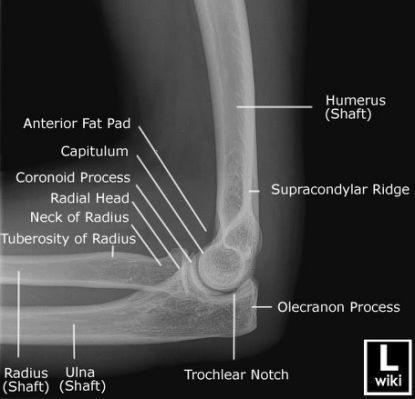 Humerus
(Shaft)
Anterior Fat Pad
Capitulum
Coronoid Process
Radial Head
Neck of Radius
Tuberosity of Radius
Supracondylar Ridge
Olecranon Process
Radius
(Shaft)
Ulna
(Shaft)
Trochlear Notch
L
wiki